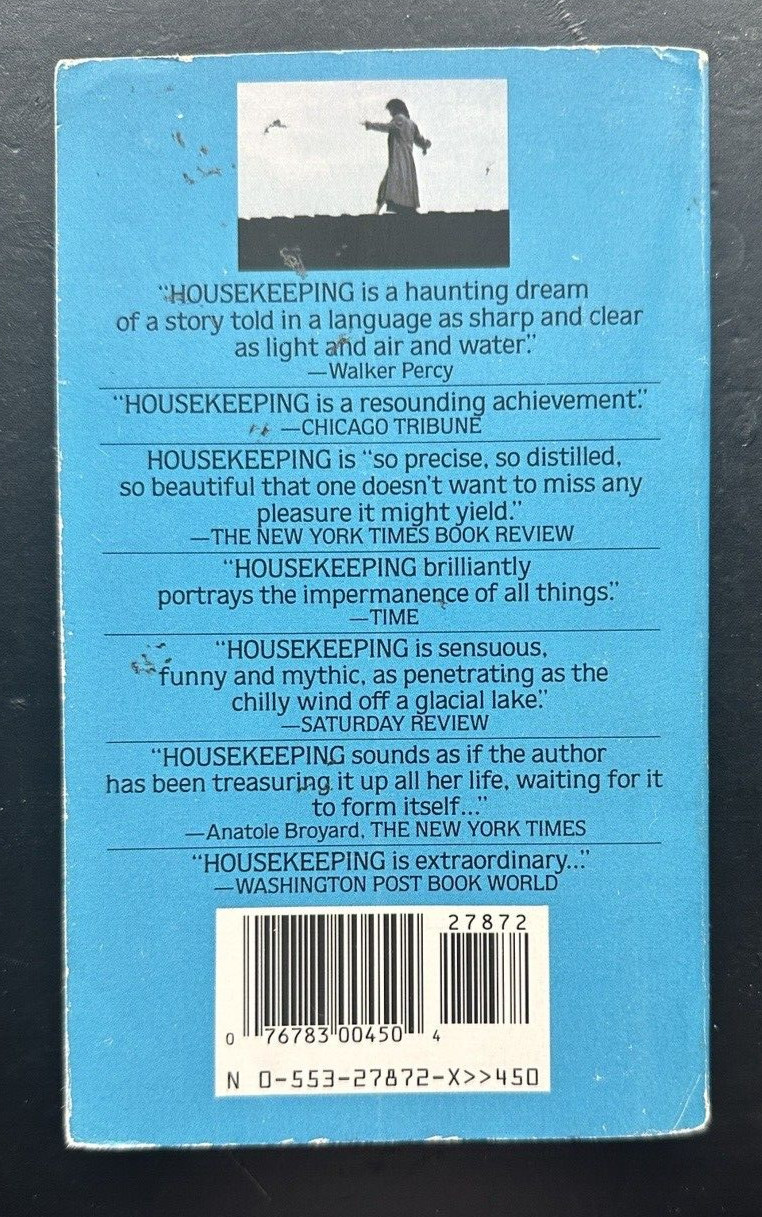 “HOUSEKEEPING is a haunting dream
of a story told in a language as sharp and clear
as light and air and water.”
—Walker Percy
“HOUSEKEEPING is a resounding achievement.”
—CHICAGO TRIBUNE
HOUSEKEEPING is “so precise, so distilled,
so beautiful that one doesn’t want to miss any
pleasure it might yield.”
—THE NEW YORK TIMES BOOK REVIEW
“HOUSEKEEPING brilliantly
portrays the impermanence of all things.”
—TIME
“HOUSEKEEPING is sensuous,
funny and mythic, as penetrating as the
chilly wind off a glacial lake.”
—SATURDAY REVIEW
“HOUSEKEEPING sounds as if the author
has been treasuring it up all her life, waiting for it
to form itself...”
—Anatole Broyard, THE NEW YORK TIMES
“HOUSEKEEPING is extraordinary...”
—WASHINGTON POST BOOK WORLD
27872
0 76783 00450 4
N 0-553-27872-X>>450